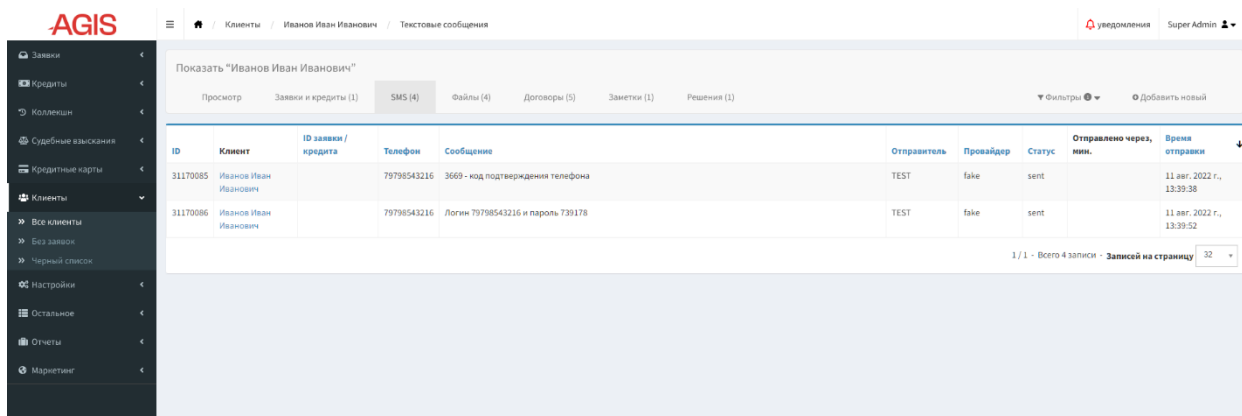 AGIS
Клиенты / Иванов Иван Иванович / Текстовые сообщения
уведомления Super Admin
Заявки
Кредиты
Коллекшн
Судебные взыскания
Кредитные карты
Клиенты
Все клиенты
Без заявок
Черный список
Настройки
Остальное
Отчеты
Маркетинг
Показать “Иванов Иван Иванович”
Просмотр Заявки и кредиты (1) SMS (4) Файлы (4) Договоры (5) Заметки (1) Решения (1) Фильтры Добавить новый
ID Клиент ID заявки / кредита Телефон Сообщение Отправитель Провайдер Статус Отправлено через, мин. Время отправки
31170085 Иванов Иван Иванович 79798543216 3669 - код подтверждения телефона TEST fake sent 11 авг. 2022 г., 13:39:38
31170086 Иванов Иван Иванович 79798543216 Логин 79798543216 и пароль 739178 TEST fake sent 11 авг. 2022 г., 13:39:52
1 / 1 - Всего 4 записи - Записей на страницу 32